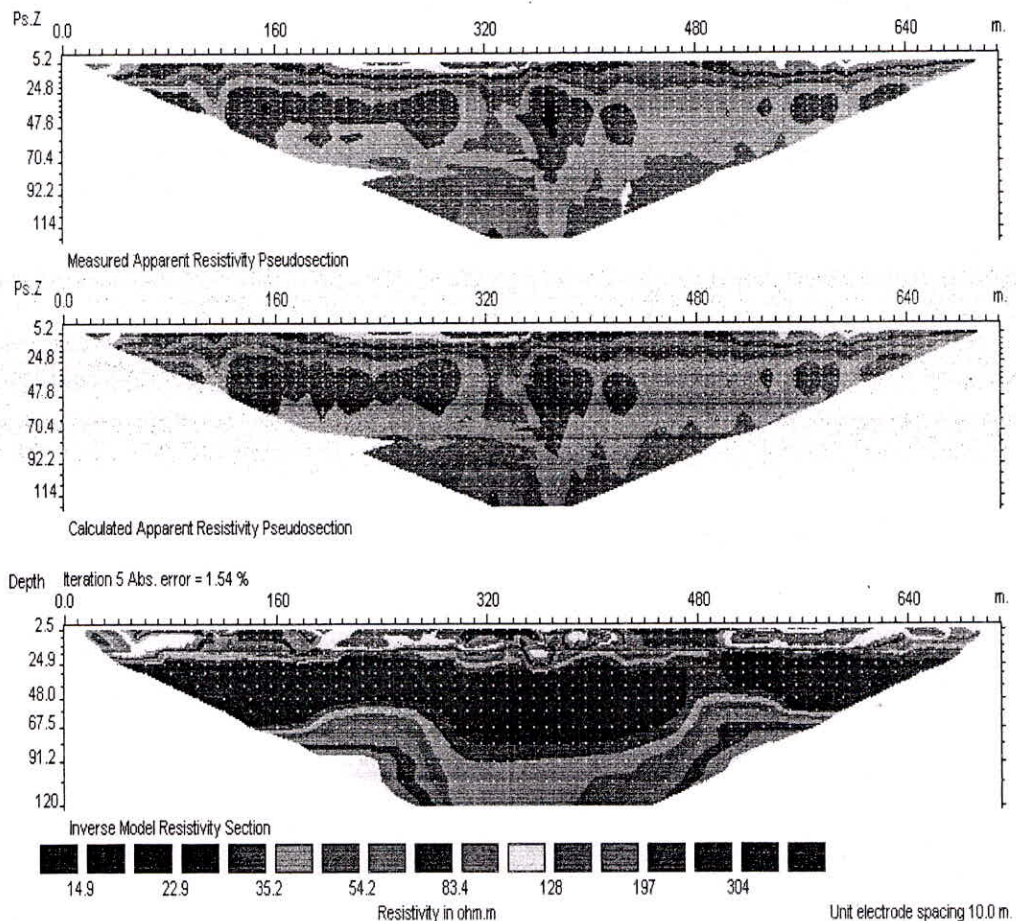 Ps.Z 0.0 160 320 480 640 m.
5.2
24.8
47.8
70.4
92.2
114
Measured Apparent Resistivity Pseudosection
Ps.Z 0.0 160 320 480 640 m.
5.2
24.8
47.8
70.4
92.2
114
Calculated Apparent Resistivity Pseudosection
Depth Iteration 5 Abs. error = 1.54 %
0.0 160 320 480 640 m.
2.5
24.9
48.0
67.5
91.2
120
Inverse Model Resistivity Section
14.9 22.9 35.2 54.2 83.4 128 197 304
Resistivity in ohm.m Unit electrode spacing 10.0 m.